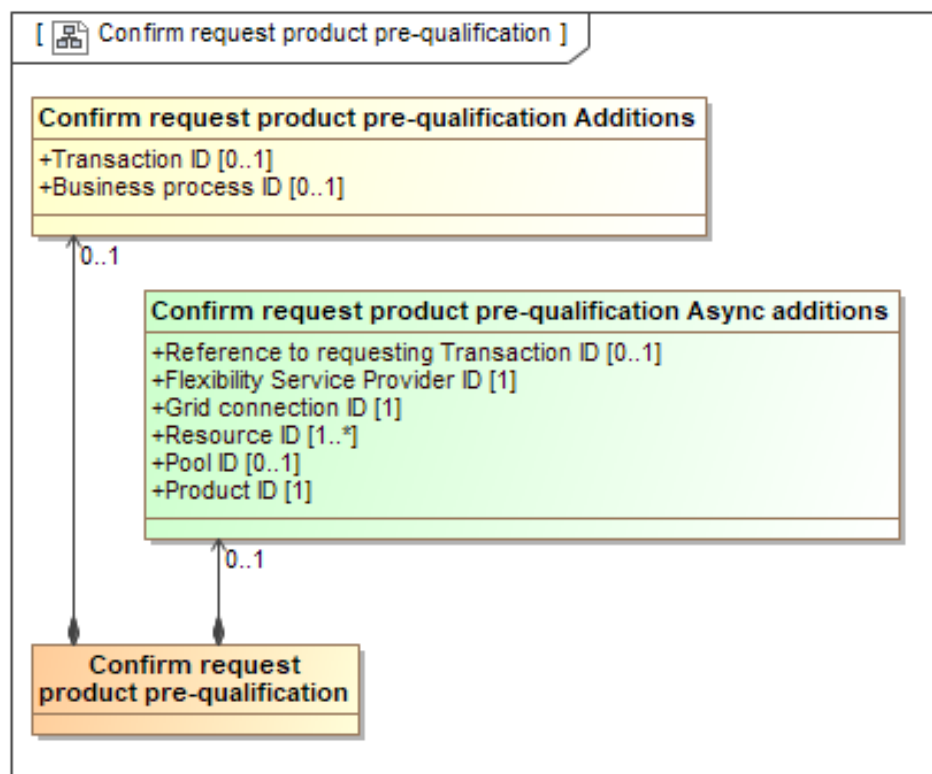 [ Confirm request product pre-qualification ]
Confirm request product pre-qualification Additions
+Transaction ID [0..1]
+Business process ID [0..1]
0..1
Confirm request product pre-qualification Async additions
+Reference to requesting Transaction ID [0..1]
+Flexibility Service Provider ID [1]
+Grid connection ID [1]
+Resource ID [1..*]
+Pool ID [0..1]
+Product ID [1]
0..1
Confirm request
product pre-qualification